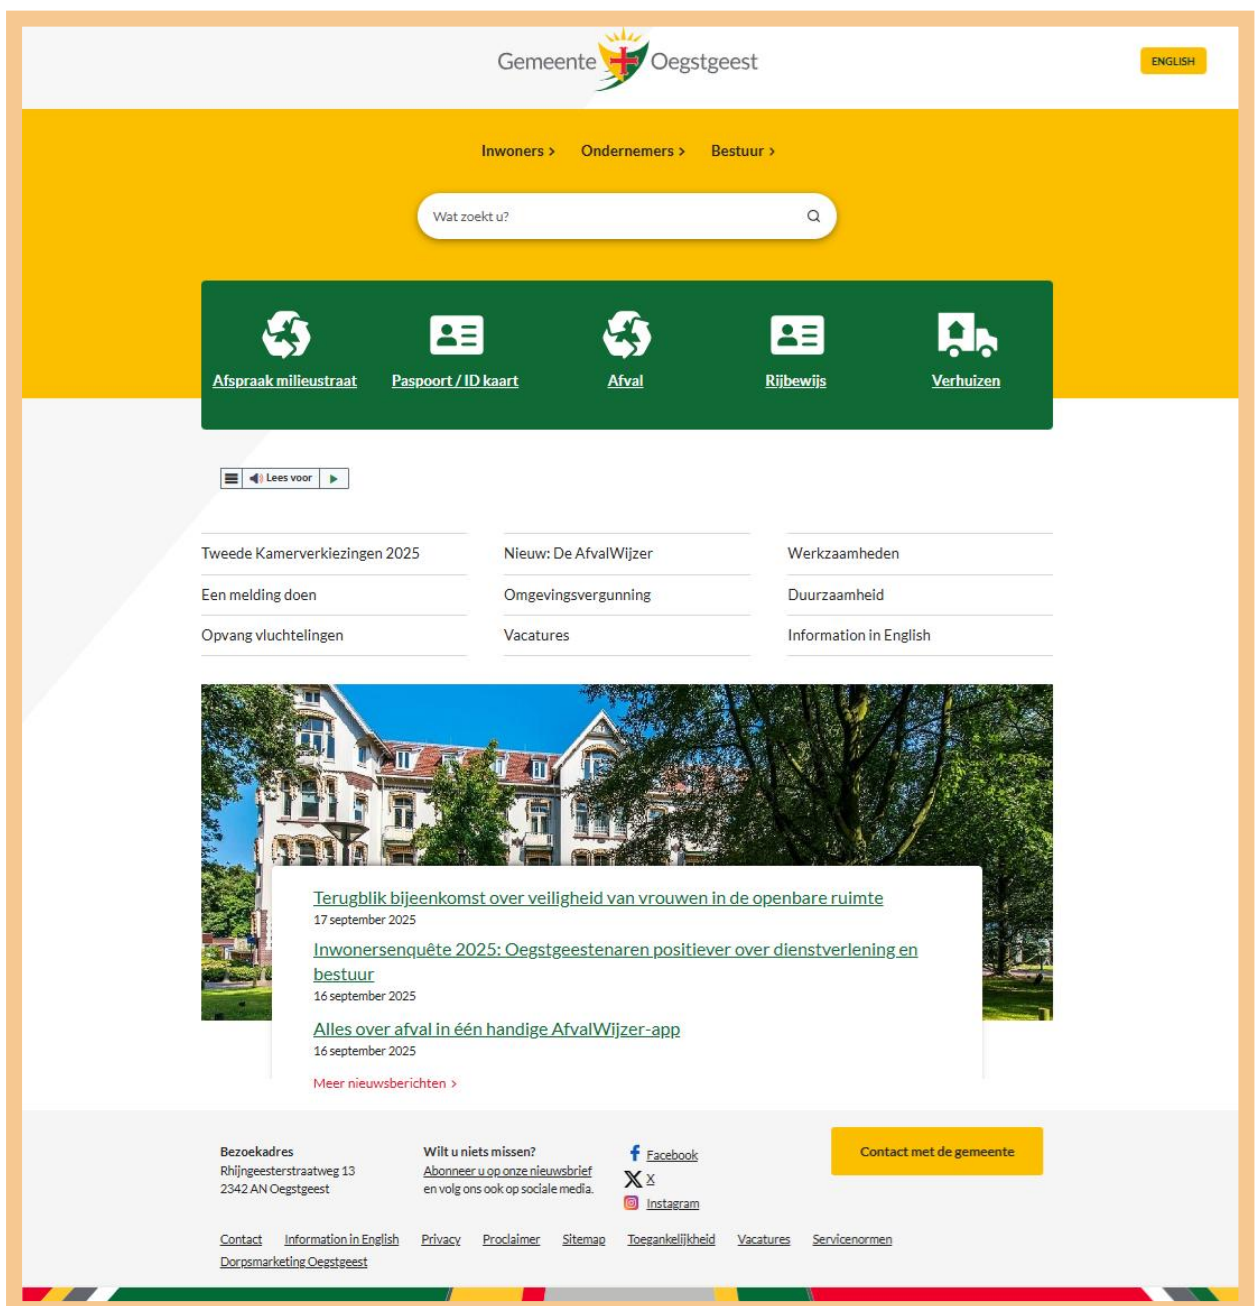 Gemeente Oegstgeest
ENGLISH
Inwoners > Ondernemers > Bestuur >
Wat zoekt u?
Afspraak milieustraat Paspoort / ID kaart Afval Rijbewijs Verhuizen
Lees voor
Tweede Kamerverkiezingen 2025 Nieuw: De AfvalWijzer Werkzaamheden
Een melding doen Omgevingsvergunning Duurzaamheid
Opvang vluchtelingen Vacatures Information in English
Terugblik bijeenkomst over veiligheid van vrouwen in de openbare ruimte
17 september 2025
Inwonersenquête 2025: Oegstgeestenaren positiever over dienstverlening en
bestuur
16 september 2025
Alles over afval in één handige AfvalWijzer-app
16 september 2025
Meer nieuwsberichten >
Bezoekadres
Rhijngeesterstraatweg 13
2342 AN Oegstgeest
Wilt u niets missen?
Abonneer u op onze nieuwsbrief
en volg ons ook op sociale media.
Facebook
X
Instagram
Contact met de gemeente
Contact Information in English Privacy Proclaimer Sitemap Toegankelijkheid Vacatures Servicenormen
Dorpsmarketing Oegstgeest